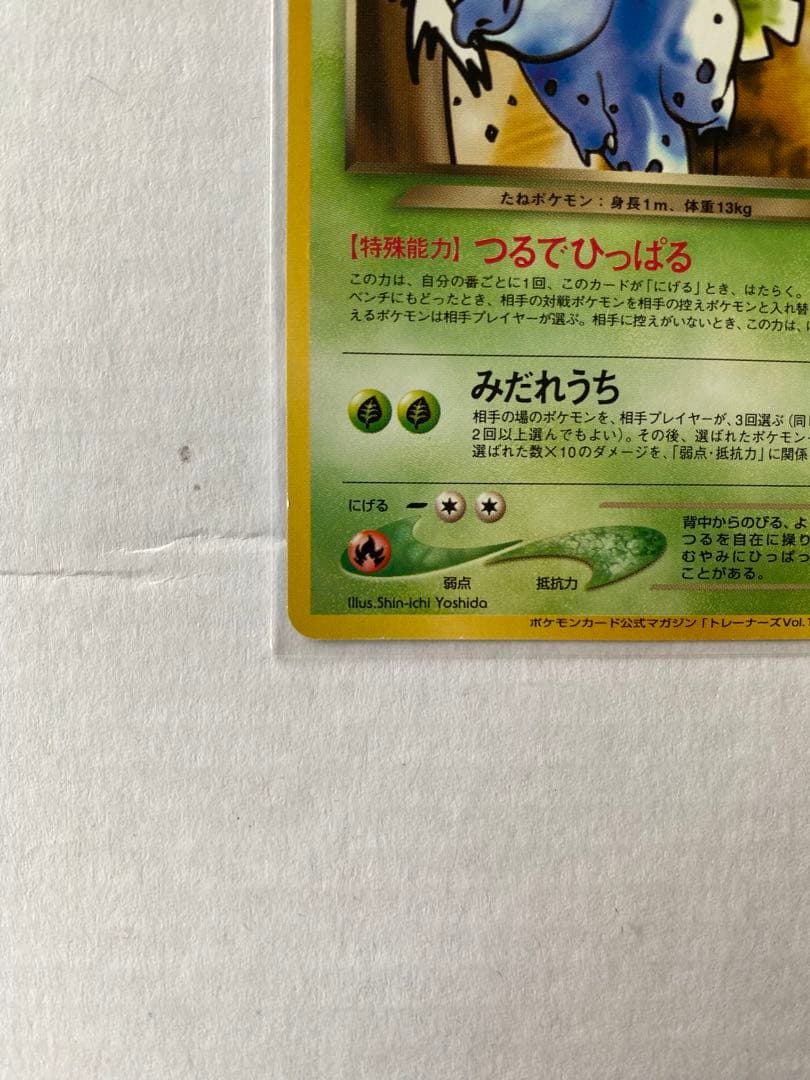 たねポケモン：身長1m、体重13kg
【特殊能力】つるでひっぱる
この力は、自分の番ごとに1回、このカードが「にげる」とき、はたらく。
ベンチにもどったとき、相手の対戦ポケモンを相手の控えポケモンと入れ替
えるポケモンは相手プレイヤーが選ぶ。相手に控えがいないとき、この力は、
みだれうち
相手の場のポケモンを、相手プレイヤーが、3回選ぶ（同
2回以上選んでもよい）。その後、選ばれたポケモン
選ばれた数×10のダメージを、「弱点・抵抗力」に関係
にげる
弱点
抵抗力
背中からのびる、よ
つるを自在に操り
むやみにひっぱっ
ことがある。
Illus.Shin-ichi Yoshida
ポケモンカード公式マガジン「トレーナーズVol.1